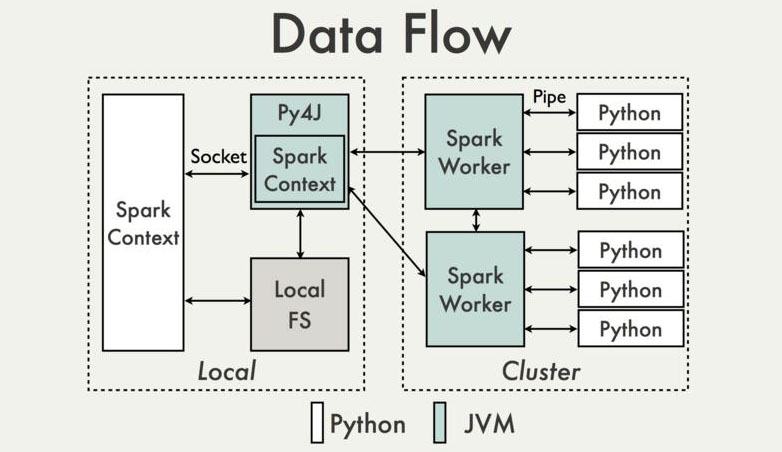 Data Flow
Spark
Context
Socket
Py4J
Spark
Context
Local
FS
Local
Spark
Worker
Pipe
Python
Python
Python
Spark
Worker
Python
Python
Python
Cluster
Python
JVM